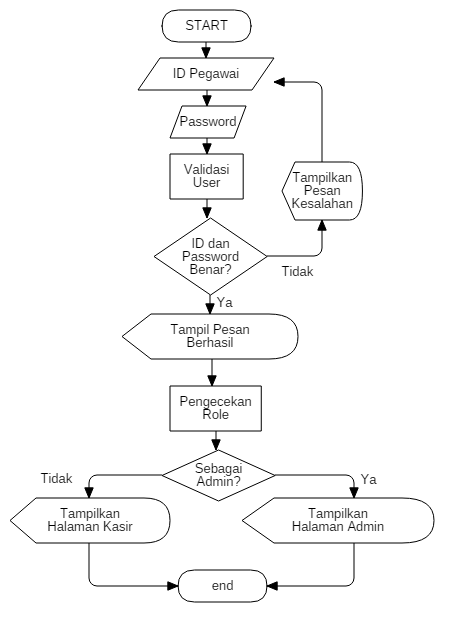 START
ID Pegawai
Password
Validasi
User
Tampilkan
Pesan
Kesalahan
ID dan
Password
Benar?
Tidak
Ya
Tampil Pesan
Berhasil
Pengecekan
Role
Sebagai
Admin?
Tidak
Ya
Tampilkan
Halaman Kasir
Tampilkan
Halaman Admin
end